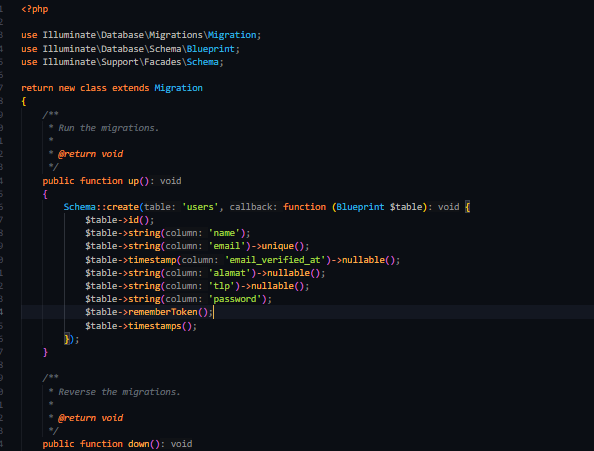 <?php
use Illuminate\Database\Migrations\Migration;
use Illuminate\Database\Schema\Blueprint;
use Illuminate\Support\Facades\Schema;
return new class extends Migration
{
/**
* Run the migrations.
*
* @return void
*/
public function up(): void
{
Schema::create(table: 'users', callback: function (Blueprint $table): void {
$table->id();
$table->string(column: 'name');
$table->string(column: 'email')->unique();
$table->timestamp(column: 'email_verified_at')->nullable();
$table->string(column: 'alamat')->nullable();
$table->string(column: 'tlp')->nullable();
$table->string(column: 'password');
$table->rememberToken();
$table->timestamps();
});
}
/**
* Reverse the migrations.
*
* @return void
*/
public function down(): void